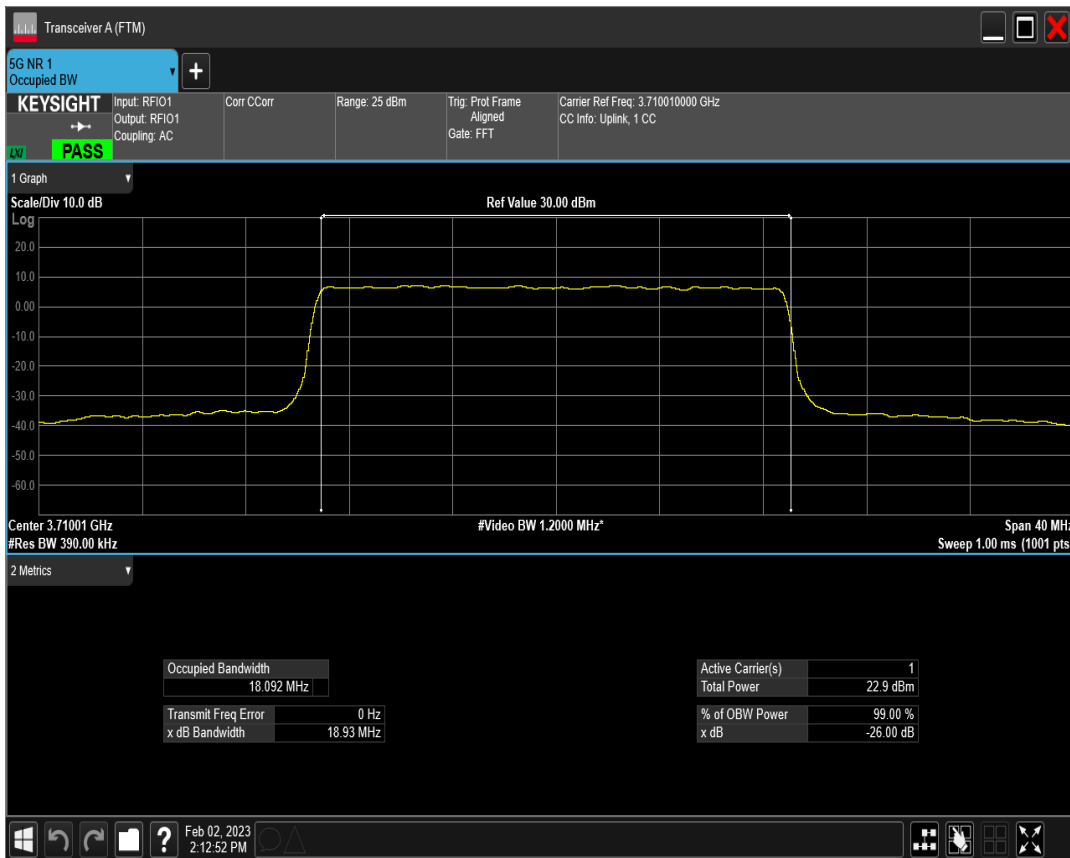 Transceiver A (FTM)
5G NR 1
Occupied BW
+
KEYSIGHT
LXI
PASS
Input: RFIO1
Output: RFIO1
Coupling: AC
Corr CCorr
Range: 25 dBm
Trig: Prot Frame
Aligned
Gate: FFT
Carrier Ref Freq: 3.710010000 GHz
CC Info: Uplink, 1 CC
1 Graph
Scale/Div 10.0 dB
Ref Value 30.00 dBm
Log
20.0
10.0
0.00
-10.0
-20.0
-30.0
-40.0
-50.0
-60.0
Center 3.71001 GHz
#Video BW 1.2000 MHz*
Span 40 MHz
#Res BW 390.00 kHz
Sweep 1.00 ms (1001 pts
2 Metrics
Occupied Bandwidth
18.092 MHz
Transmit Freq Error 0 Hz
x dB Bandwidth 18.93 MHz
Active Carrier(s) 1
Total Power 22.9 dBm
% of OBW Power 99.00 %
x dB -26.00 dB
?
Feb 02, 2023
2:12:52 PM